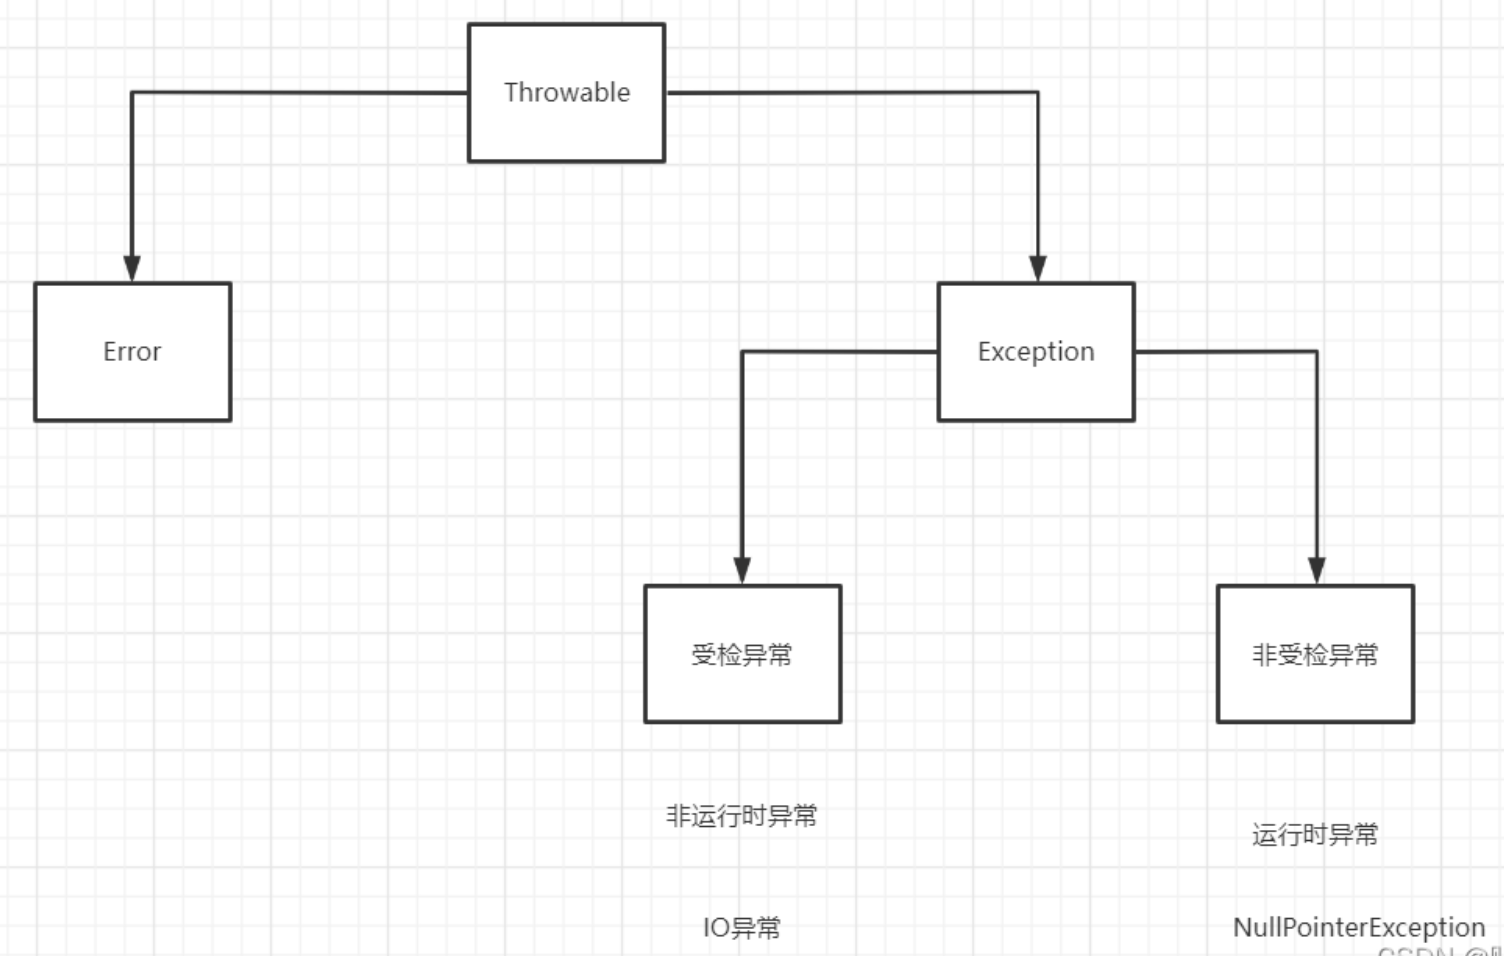 Throwable
Error
Exception
受检异常
非受检异常
非运行时异常
运行时异常
IO异常
NullPointerException